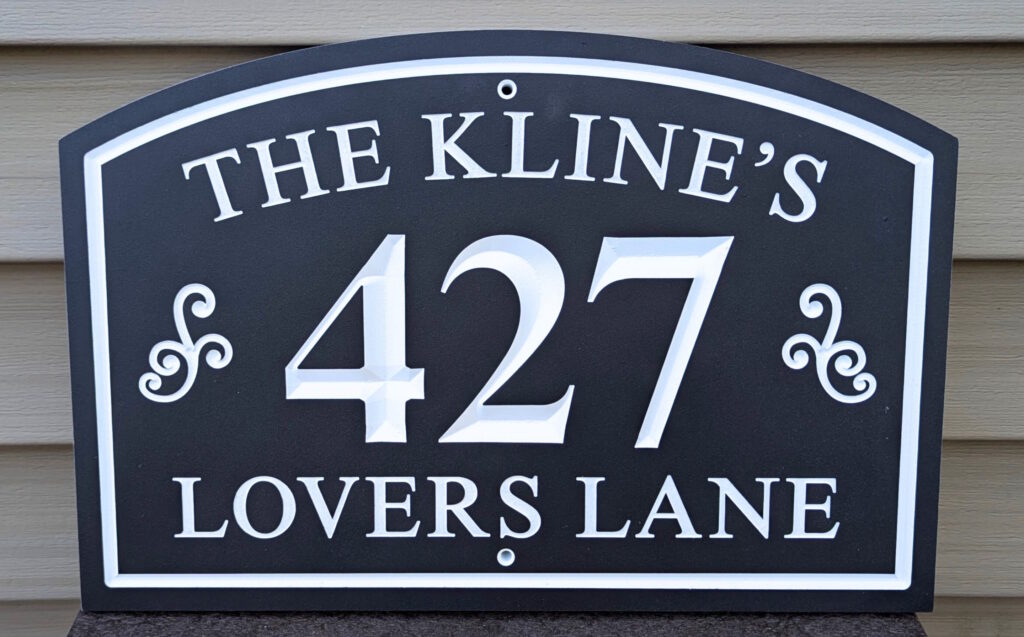 THE KLINE'S
427
LOVERS LANE